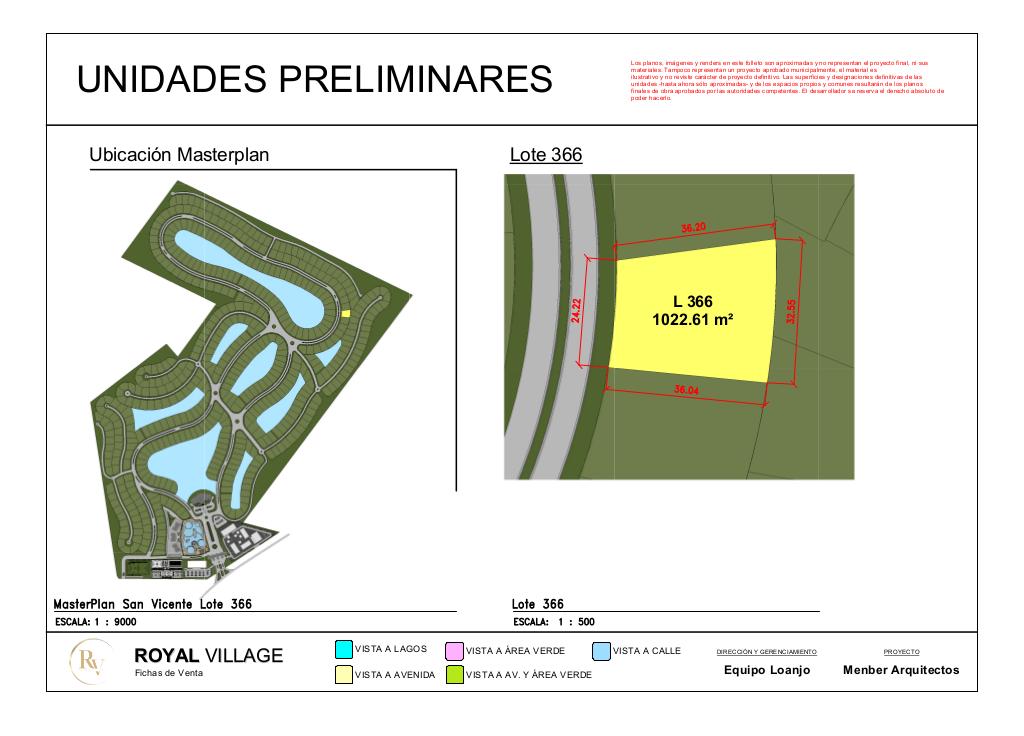 UNIDADES PRELIMINARES
Los planos, imágenes y renders en este folleto son aproximadas y no representan el proyecto final, ni sus
materiales. Tampoco representan un proyecto aprobado municipalmente, el material es
ilustrativo y no reviste carácter de proyecto definitivo. Las superficies y designaciones definitivas de las
unidades -hasta ahora sólo aproximadas- y de los espacios propios y comunes resultarán de los planos
finales de obra aprobados por las autoridades competentes. El desarrollador se reserva el derecho absoluto de
poder hacerlo.
Ubicación Masterplan
Lote 366
36.20
24.22
L 366
1022.61 m²
32.55
36.04
MasterPlan San Vicente Lote 366
ESCALA: 1 : 9000
Lote 366
ESCALA: 1 : 500
RV
ROYAL VILLAGE
Fichas de Venta
VISTA A LAGOS
VISTA A ÁREA VERDE
VISTA A CALLE
VISTA A AVENIDA
VISTA A AV. Y ÁREA VERDE
DIRECCIÓN Y GERENCIAMIENTO
Equipo Loanjo
PROYECTO
Menber Arquitectos